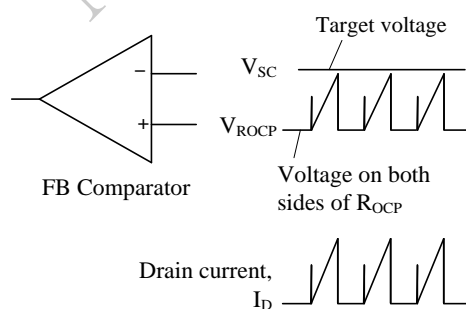 Target voltage
V_SC
−
+
V_ROCP
FB Comparator
Voltage on both
sides of R_OCP
Drain current,
I_D